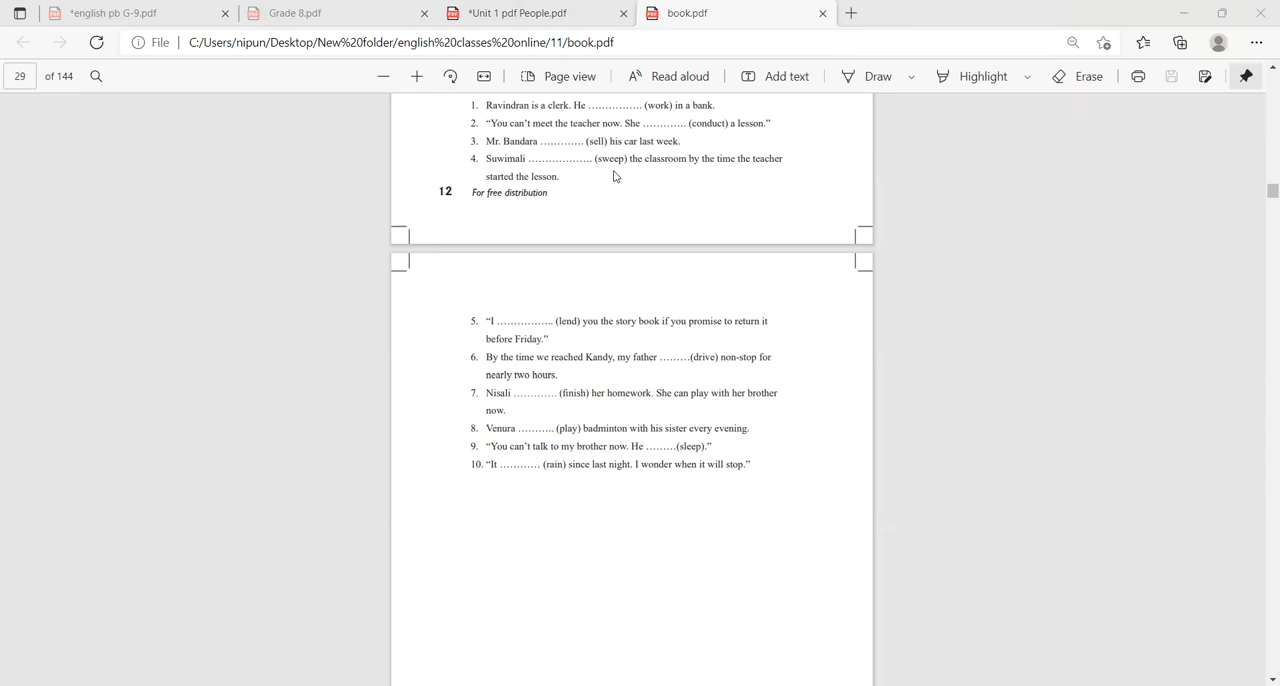 *english pb G-9.pdf
Grade 8.pdf
*Unit 1 pdf People.pdf
book.pdf
File
C:/Users/nipun/Desktop/New%20folder/english%20classes%20online/11/book.pdf
29 of 144
Page view
Read aloud
Add text
Draw
Highlight
Erase
1. Ravindran is a clerk. He ................ (work) in a bank.
2. “You can’t meet the teacher now. She ............. (conduct) a lesson.”
3. Mr. Bandara ............. (sell) his car last week.
4. Suwimali ................... (sweep) the classroom by the time the teacher
started the lesson.
12 For free distribution
5. “I ................. (lend) you the story book if you promise to return it
before Friday.”
6. By the time we reached Kandy, my father .........(drive) non-stop for
nearly two hours.
7. Nisali ............. (finish) her homework. She can play with her brother
now.
8. Venura ........... (play) badminton with his sister every evening.
9. “You can’t talk to my brother now. He .........(sleep).”
10. “It ............ (rain) since last night. I wonder when it will stop.”